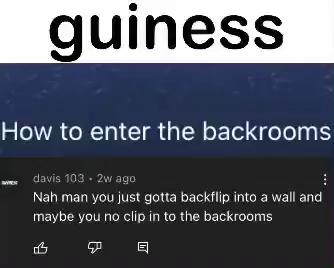 guiness
How to enter the backrooms
davis 103 • 2w ago
Nah man you just gotta backflip into a wall and
maybe you no clip in to the backrooms